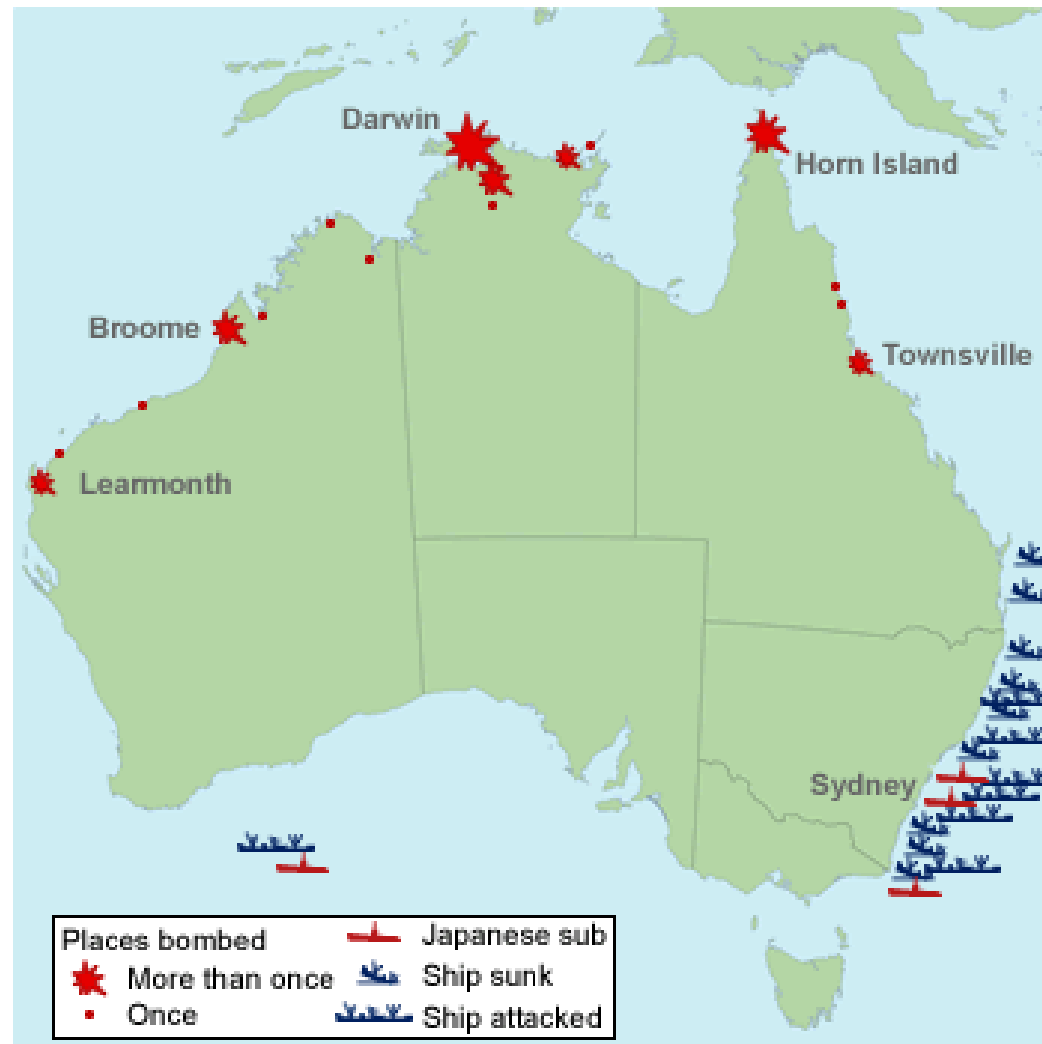 Darwin
Horn Island
Broome
Townsville
Learmonth
Sydney
Places bombed
More than once
Once
Japanese sub
Ship sunk
Ship attacked